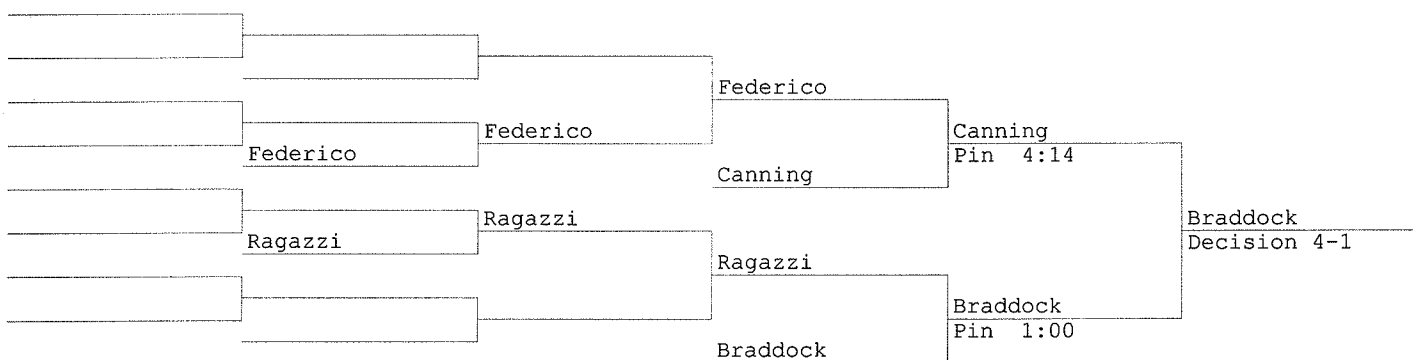 Federico
Federico
Canning
Federico
Pin 4:14
Canning
Ragazzi
Braddock
Ragazzi
Decision 4-1
Ragazzi
Braddock
Pin 1:00
Braddock